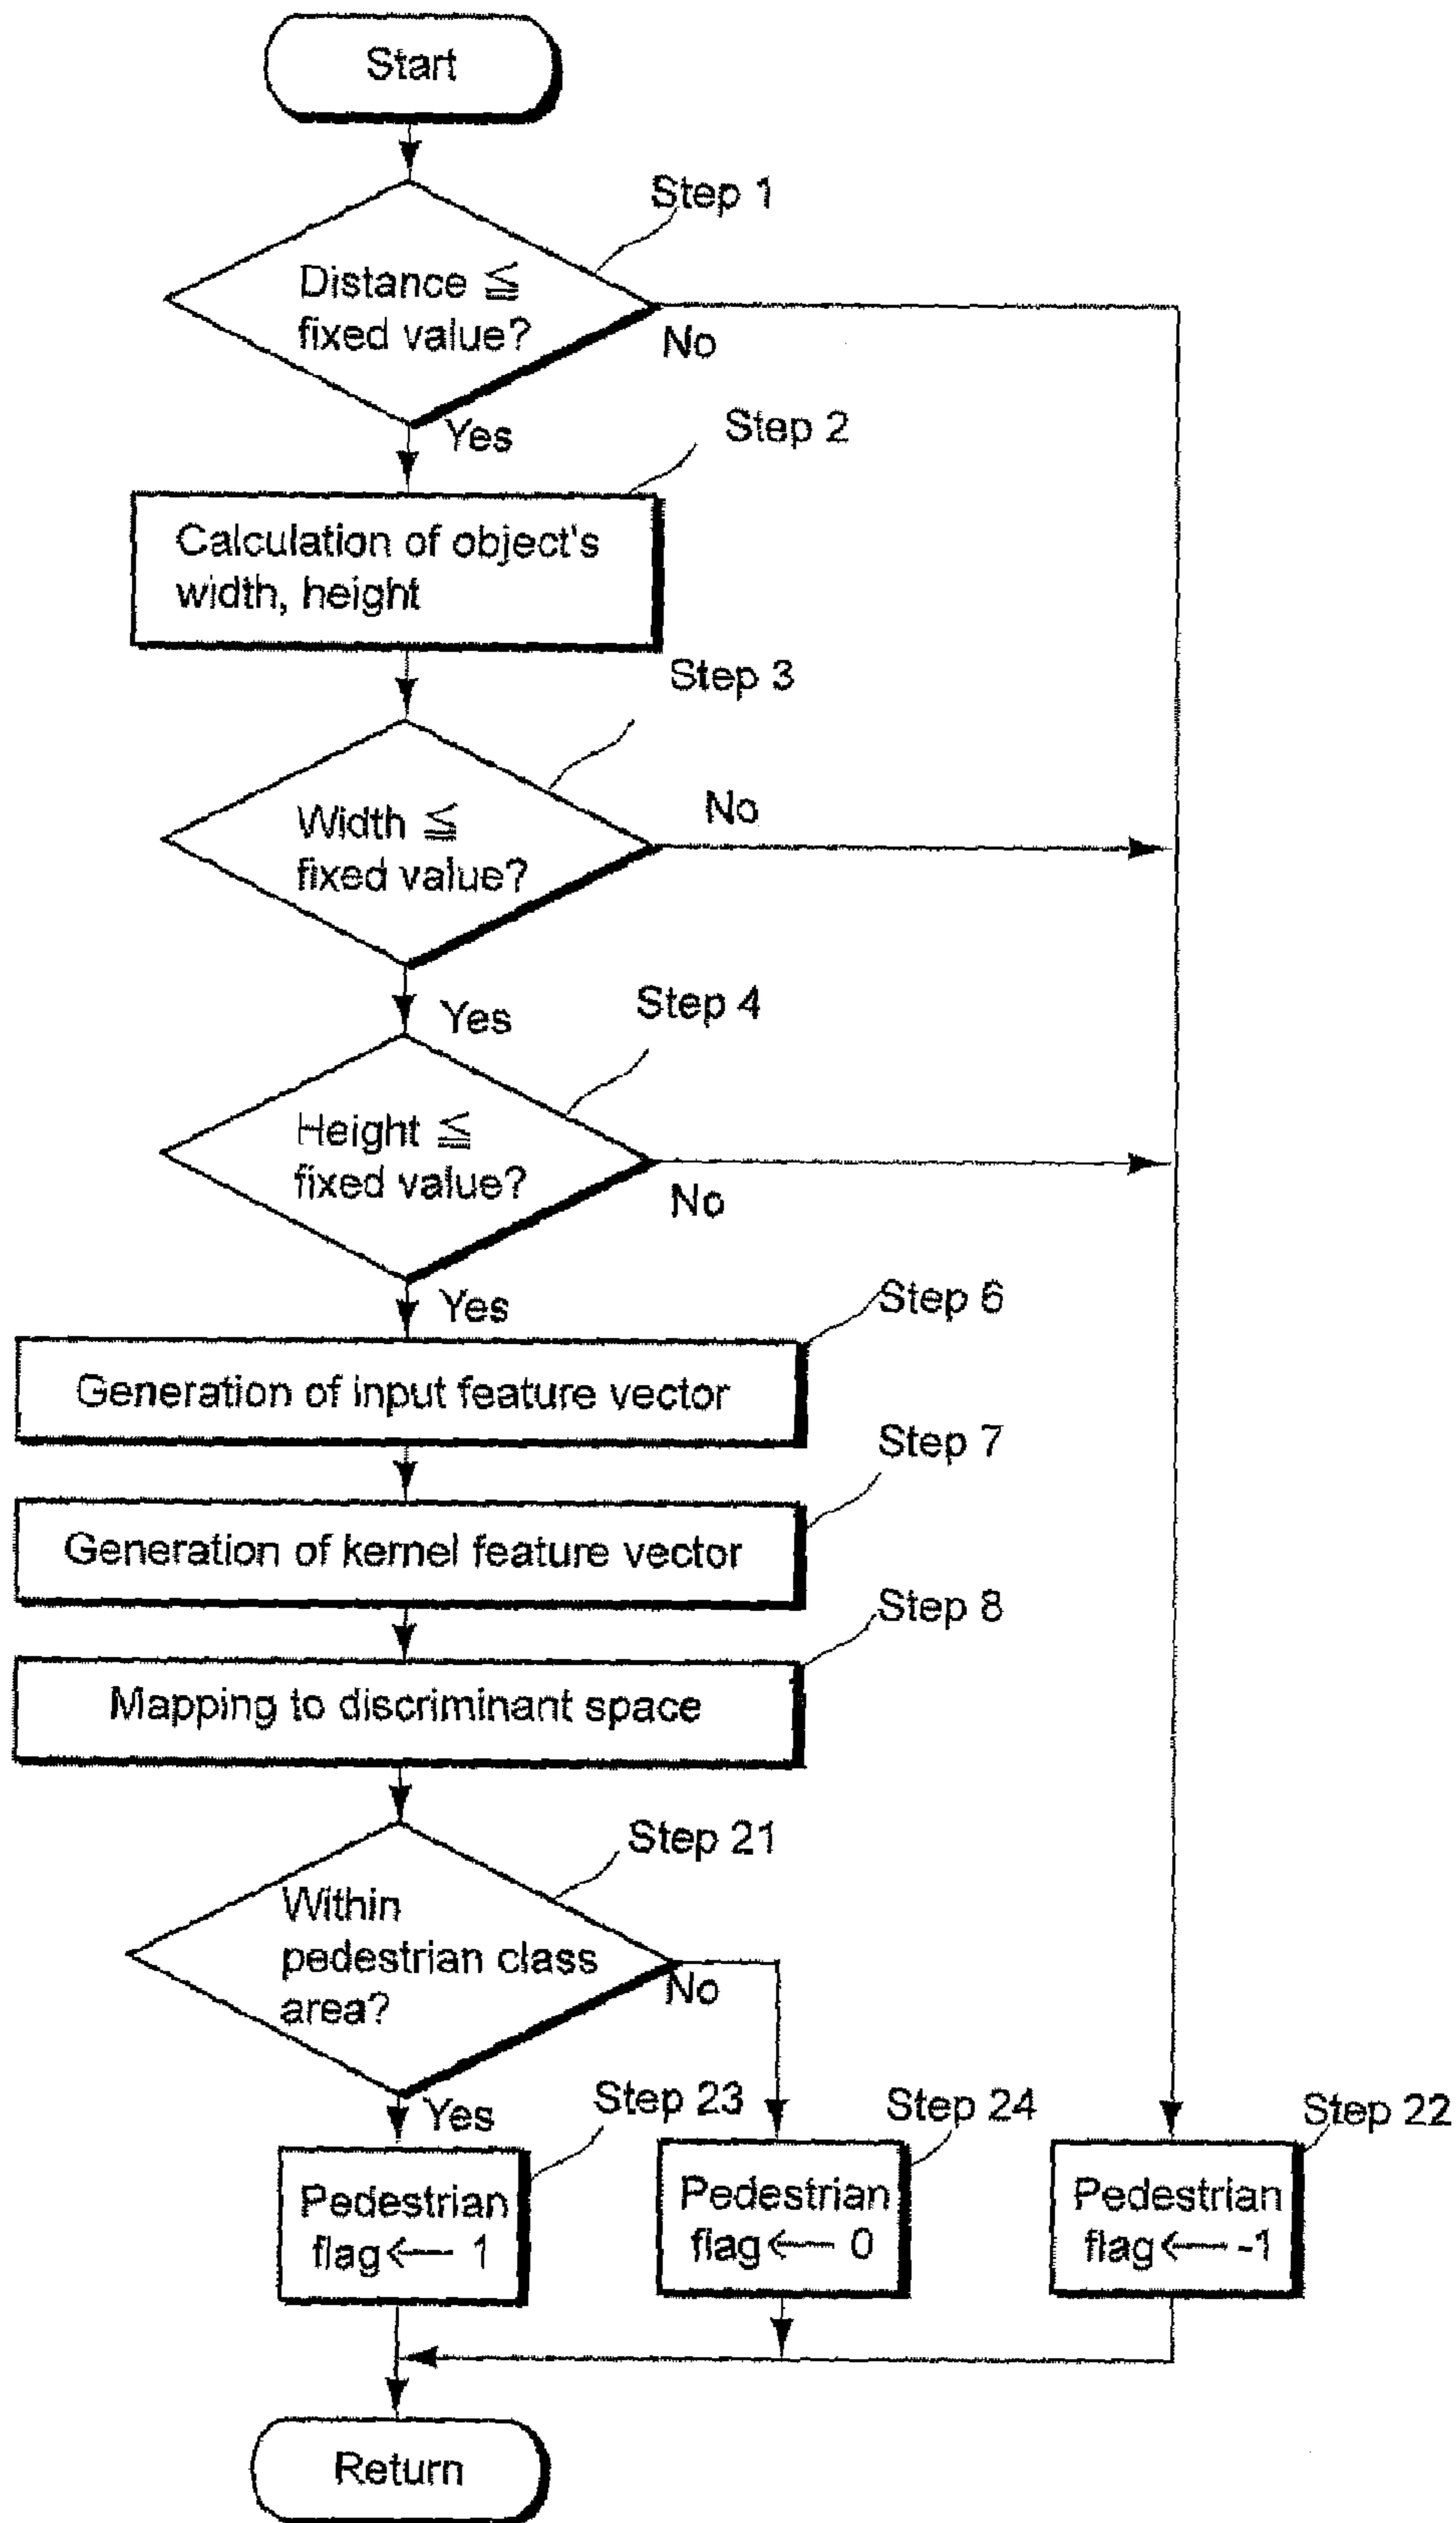 Start
Step 1
Distance ≦
fixed value?
No
Yes
Step 2
Calculation of object's
width, height
Step 3
Width ≦
fixed value?
No
Yes
Step 4
Height ≦
fixed value?
No
Yes
Step 6
Generation of input feature vector
Step 7
Generation of kernel feature vector
Step 8
Mapping to discriminant space
Step 21
Within
pedestrian class
area?
No
Yes
Step 23
Pedestrian
flag ← 1
Step 24
Pedestrian
flag ← 0
Step 22
Pedestrian
flag ← -1
Return